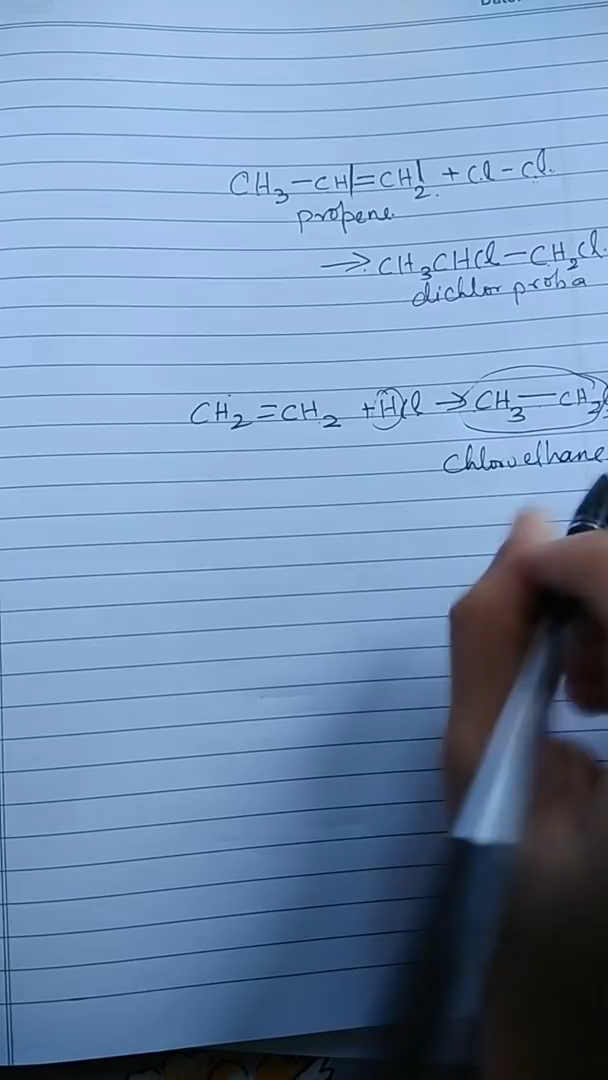 CH₃-CH=CH₂ + Cl-Cl.
propene
→ CH₃CHCl-CH₂Cl.
dichlor proba
CH₂=CH₂ + HCl → CH₃-CH₂
Chloroethane